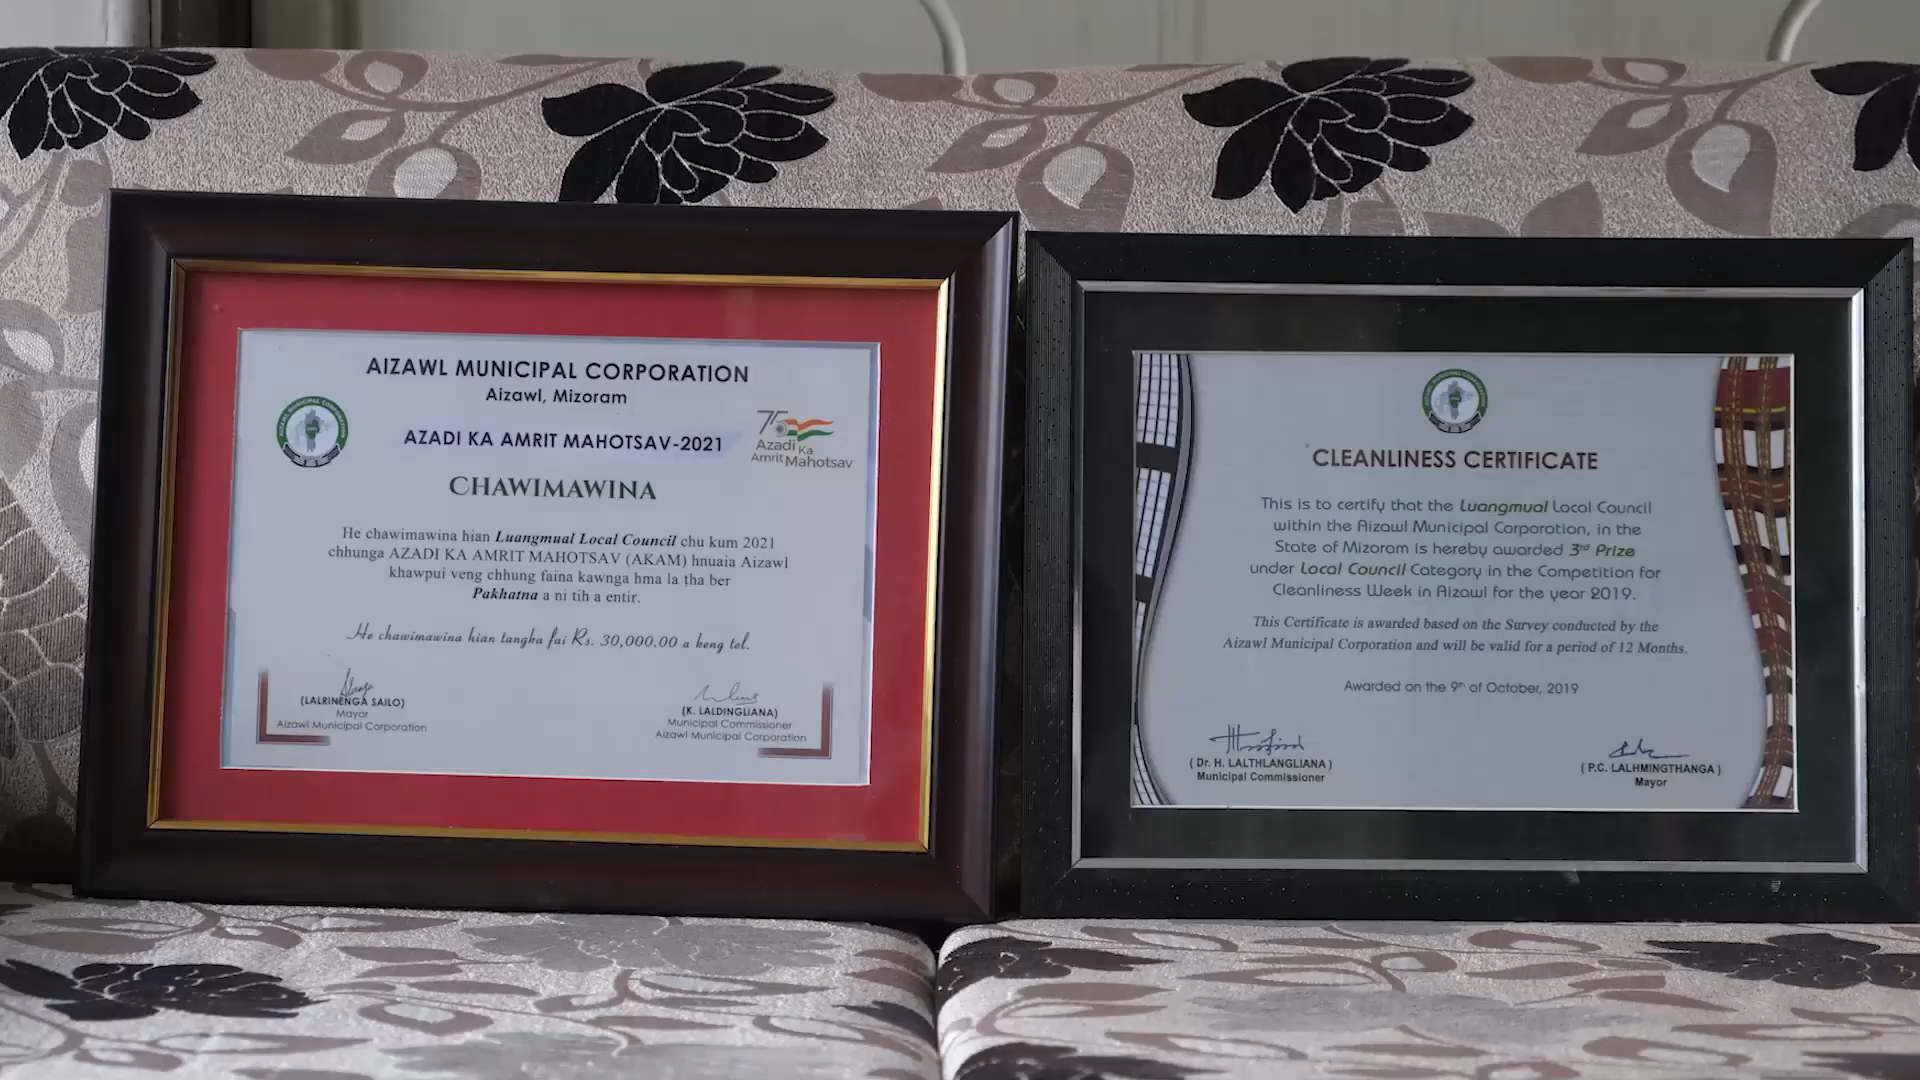 AIZAWL MUNICIPAL CORPORATION
Aizawl, Mizoram
AZADI KA AMRIT MAHOTSAV-2021
75
Azadi Ka
Amrit Mahotsav
CHAWIMAWINA
He chawimawina hian Luangmual Local Council chu kum 2021
chhunga AZADI KA AMRIT MAHOTSAV (AKAM) hnuaia Aizawl
khawpui veng chhung faina kawnga hma la ṭha ber
Pakhatna a ni tih a entir.
He chawimawina hian tangka fai Rs. 30,000.00 a keng tel.
(LALRINENGA SAILO)
Mayor
Aizawl Municipal Corporation
(K. LALDINGLIANA)
Municipal Commissioner
Aizawl Municipal Corporation
CLEANLINESS CERTIFICATE
This is to certify that the Luangmual Local Council
within the Aizawl Municipal Corporation, in the
State of Mizoram is hereby awarded 3rd Prize
under Local Council Category in the Competition for
Cleanliness Week in Aizawl for the year 2019.
This Certificate is awarded based on the Survey conducted by the
Aizawl Municipal Corporation and will be valid for a period of 12 Months.
Awarded on the 9th of October, 2019
( Dr. H. LALTHLANGLIANA )
Municipal Commissioner
( P.C. LALHMINGTHANGA )
Mayor